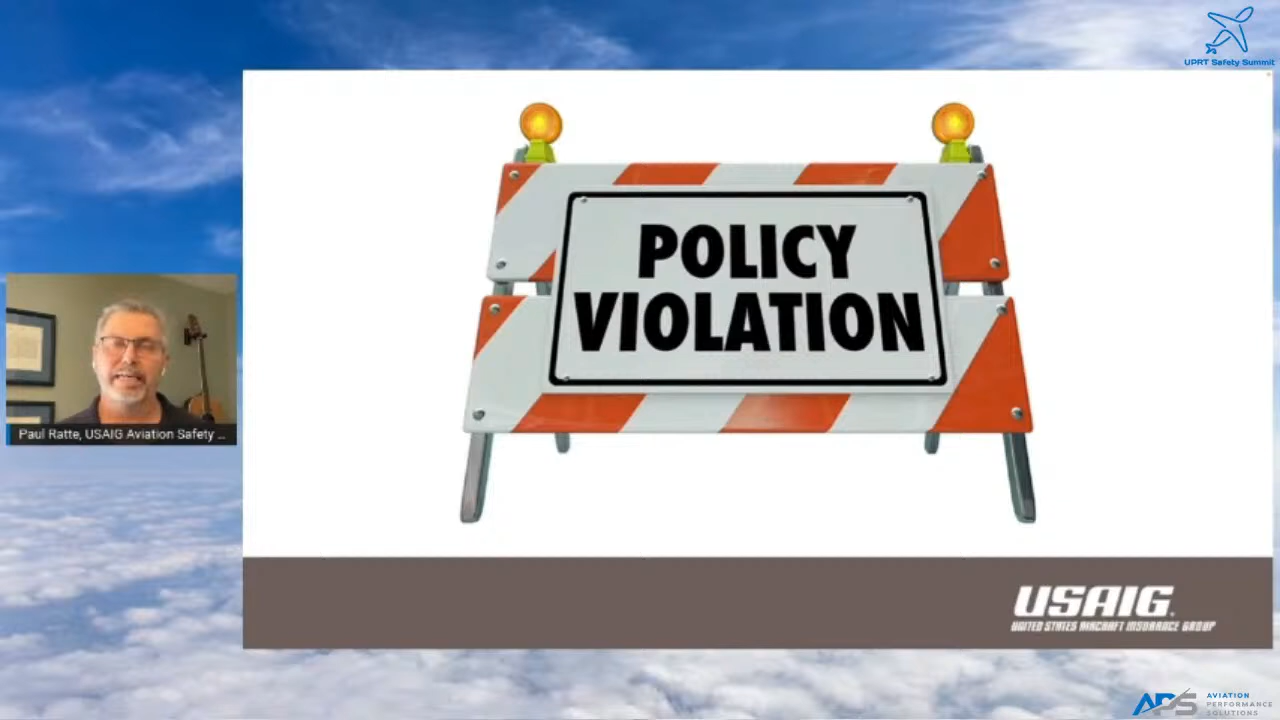 UPRT Safety Summit
POLICY
VIOLATION
Paul Ratte, USAIG Aviation Safety ...
USAIG
UNITED STATES AIRCRAFT INSURANCE GROUP
APS
AVIATION
PERFORMANCE
SOLUTIONS